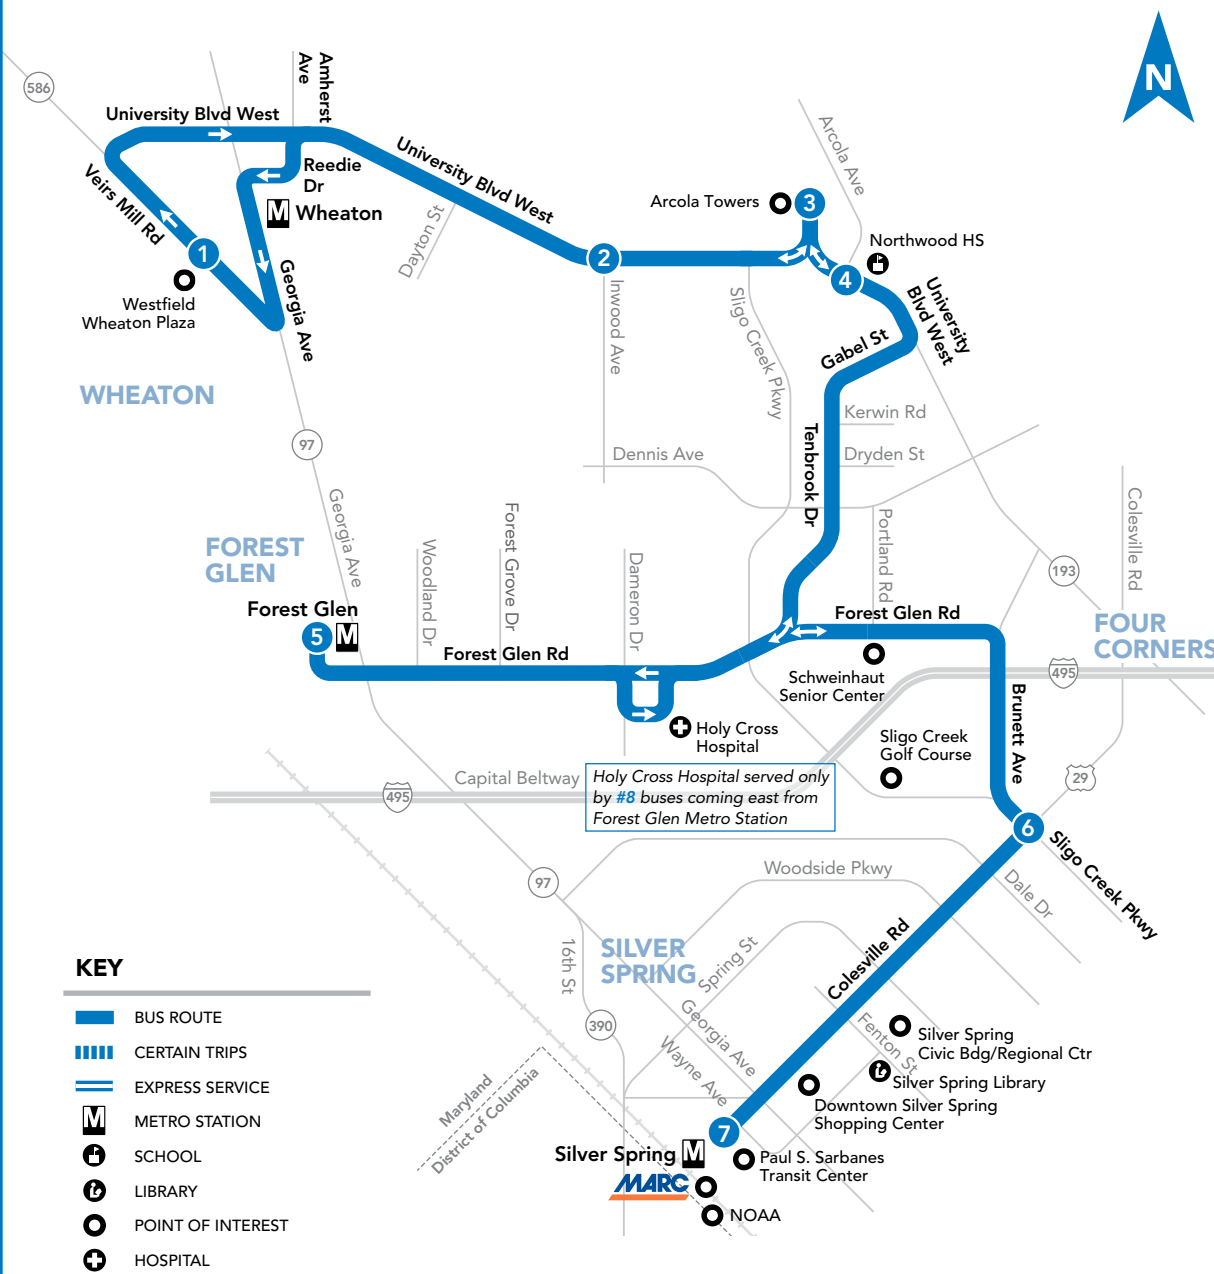 N
586
Amherst
Ave
University Blvd West
University Blvd West
Reedie
Dr
Wheaton
Veirs Mill Rd
1
Westfield
Wheaton Plaza
Georgia Ave
WHEATON
Dayton St
2
Inwood Ave
Arcola Towers
3
Arcola Ave
Northwood HS
4
University
Blvd West
Sligo Creek Pkwy
Gabel St
Kerwin Rd
Tenbrook Dr
Dryden St
Dennis Ave
97
Georgia Ave
FOREST
GLEN
Forest Glen
5
Woodland Dr
Forest Grove Dr
Dameron Dr
Portland Rd
Colesville Rd
193
FOUR
CORNERS
Forest Glen Rd
Forest Glen Rd
Schweinhaut
Senior Center
495
Holy Cross
Hospital
Sligo Creek
Golf Course
Brunett Ave
29
Capital Beltway
495
Holy Cross Hospital served only
by #8 buses coming east from
Forest Glen Metro Station
6
Sligo Creek Pkwy
Dale Dr
Woodside Pkwy
97
16th St
SILVER
SPRING
Spring St
Colesville Rd
390
Georgia Ave
Wayne Ave
Fenton St
Silver Spring
Civic Bdg/Regional Ctr
Silver Spring Library
Downtown Silver Spring
Shopping Center
Maryland
District of Columbia
7
Silver Spring
Paul S. Sarbanes
Transit Center
MARC
NOAA
KEY
BUS ROUTE
CERTAIN TRIPS
EXPRESS SERVICE
METRO STATION
SCHOOL
LIBRARY
POINT OF INTEREST
HOSPITAL